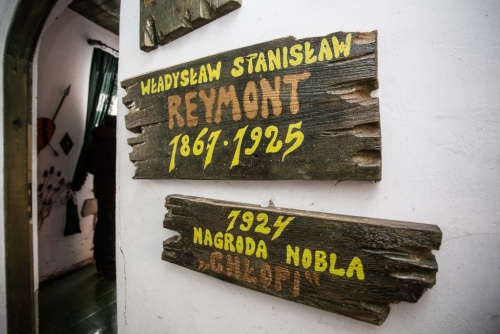 WŁADYSŁAW STANISŁAW
REYMONT
1867·1925
1924
NAGRODA NOBLA
„CHŁOPI"